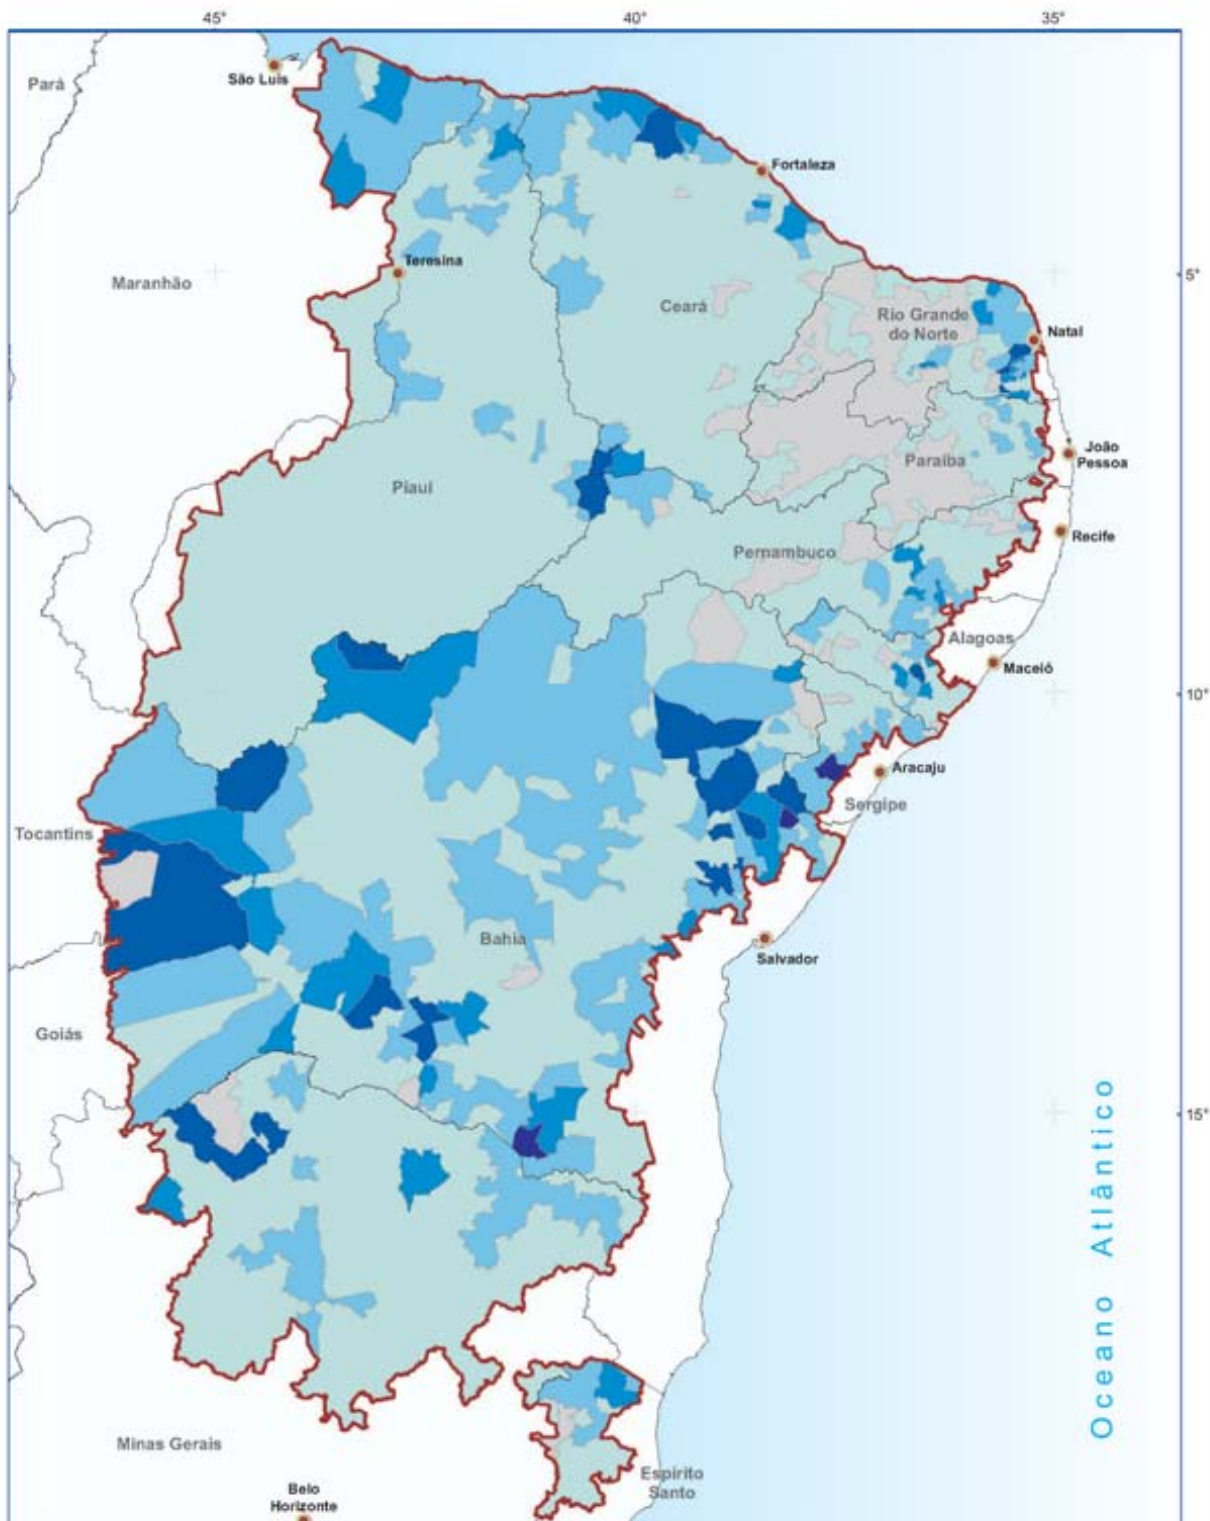 45°
40°
35°
São Luís
Pará
Fortaleza
Teresina
Maranhão
5°
Ceará
Rio Grande
do Norte
Natal
João
Pessoa
Paraíba
Piauí
Recife
Pernambuco
Alagoas
Maceió
10°
Aracaju
Sergipe
Tocantins
Bahia
Salvador
Goiás
15°
Oceano Atlântico
Minas Gerais
Espírito
Santo
Belo
Horizonte